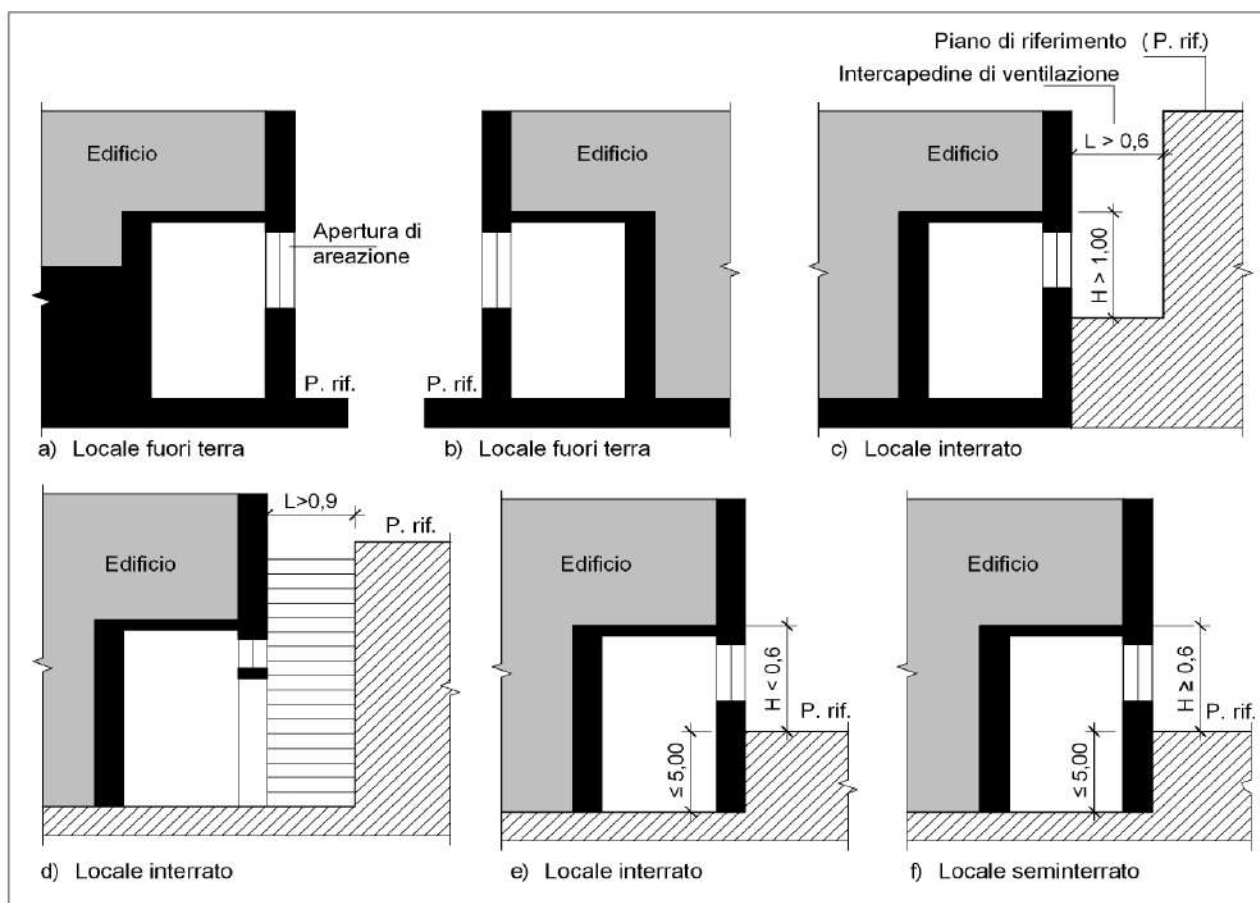 Piano di riferimento (P. rif.)
Intercapedine di ventilazione
Edificio
Edificio
Edificio
L > 0,6
Apertura di
areazione
H > 1,00
P. rif.
P. rif.
a) Locale fuori terra
b) Locale fuori terra
c) Locale interrato
L>0,9
P. rif.
Edificio
Edificio
Edificio
H < 0,6
P. rif.
≤ 5,00
H ≥ 0,6
P. rif.
≤ 5,00
d) Locale interrato
e) Locale interrato
f) Locale seminterrato